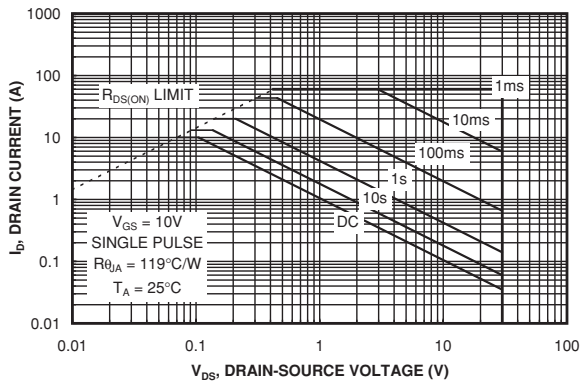 1000
100
10
1
0.1
0.01
I_D, DRAIN CURRENT (A)
R_DS(ON) LIMIT
1ms
10ms
100ms
1s
10s
DC
V_GS = 10V
SINGLE PULSE
Rθ_JA = 119°C/W
T_A = 25°C
0.01 0.1 1 10 100
V_DS, DRAIN-SOURCE VOLTAGE (V)